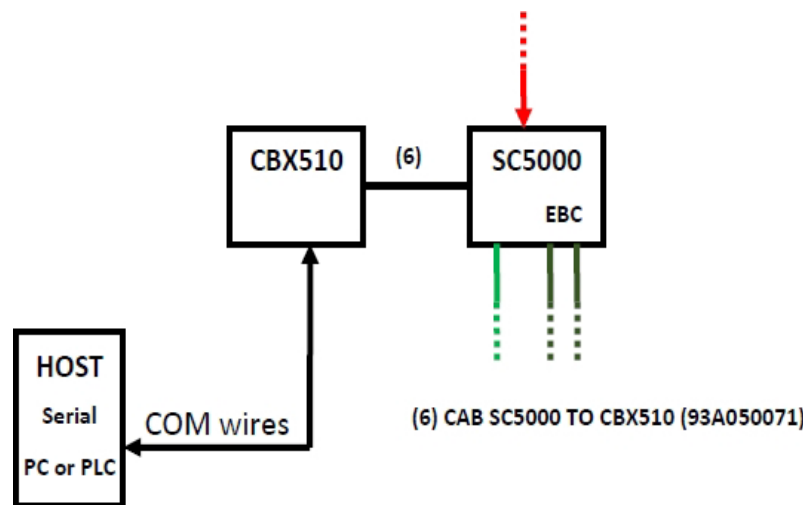 CBX510
(6)
SC5000
EBC
HOST
Serial
PC or PLC
COM wires
(6) CAB SC5000 TO CBX510 (93A050071)